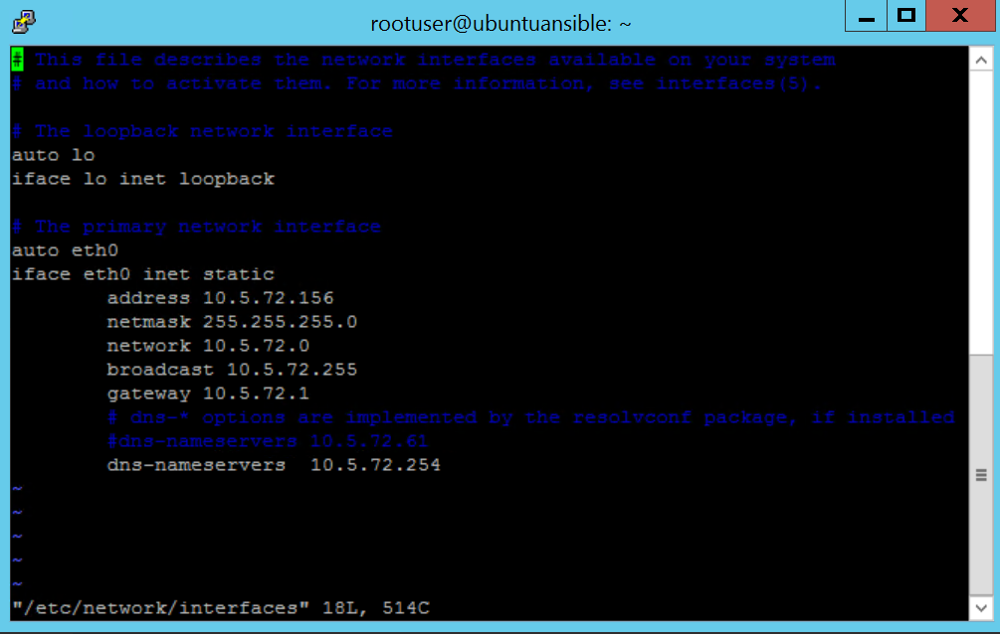 rootuser@ubuntuansible: ~
# This file describes the network interfaces available on your system
# and how to activate them. For more information, see interfaces(5).
# The loopback network interface
auto lo
iface lo inet loopback
# The primary network interface
auto eth0
iface eth0 inet static
address 10.5.72.156
netmask 255.255.255.0
network 10.5.72.0
broadcast 10.5.72.255
gateway 10.5.72.1
# dns-* options are implemented by the resolvconf package, if installed
#dns-nameservers 10.5.72.61
dns-nameservers  10.5.72.254
~
~
~
~
~
"/etc/network/interfaces" 18L, 514C